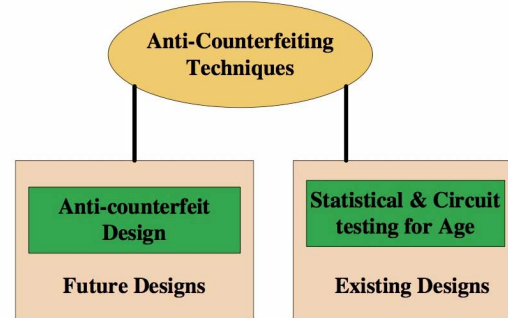 Anti-Counterfeiting
Techniques
Anti-counterfeit
Design
Future Designs
Statistical & Circuit
testing for Age
Existing Designs